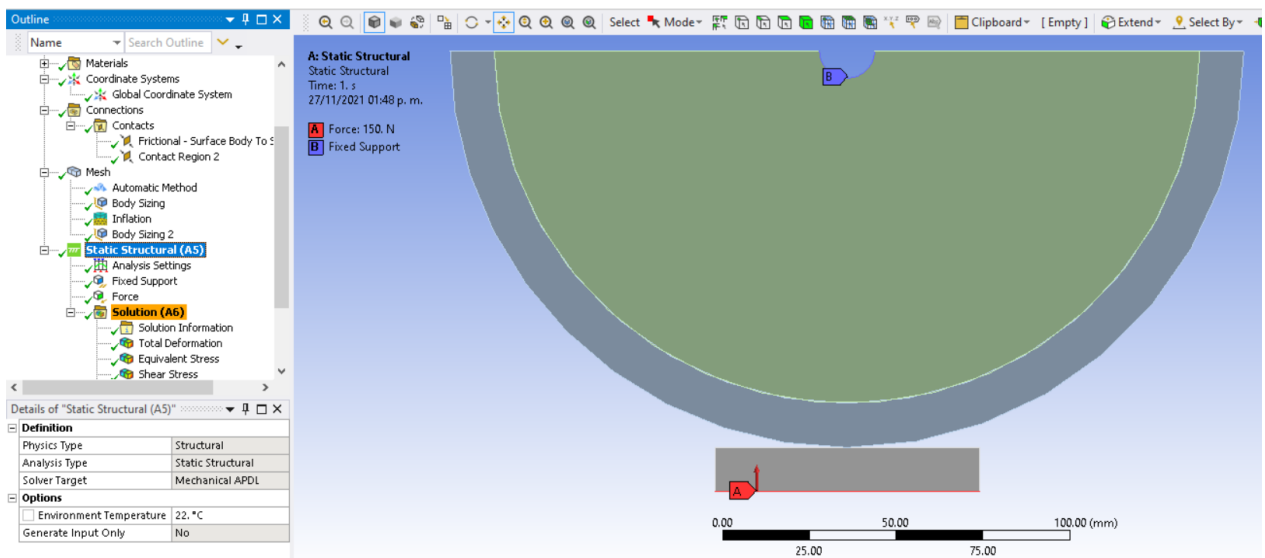 Outline
Name Search Outline
Materials
Coordinate Systems
Global Coordinate System
Connections
Contacts
Frictional - Surface Body To S
Contact Region 2
Mesh
Automatic Method
Body Sizing
Inflation
Body Sizing 2
Static Structural (A5)
Analysis Settings
Fixed Support
Force
Solution (A6)
Solution Information
Total Deformation
Equivalent Stress
Shear Stress
Details of "Static Structural (A5)"
Definition
Physics Type Structural
Analysis Type Static Structural
Solver Target Mechanical APDL
Options
Environment Temperature 22. °C
Generate Input Only No
Select Mode Clipboard [ Empty ] Extend Select By
A: Static Structural
Static Structural
Time: 1. s
27/11/2021 01:48 p. m.
A Force: 150. N
B Fixed Support
B
A
0.00 50.00 100.00 (mm)
25.00 75.00